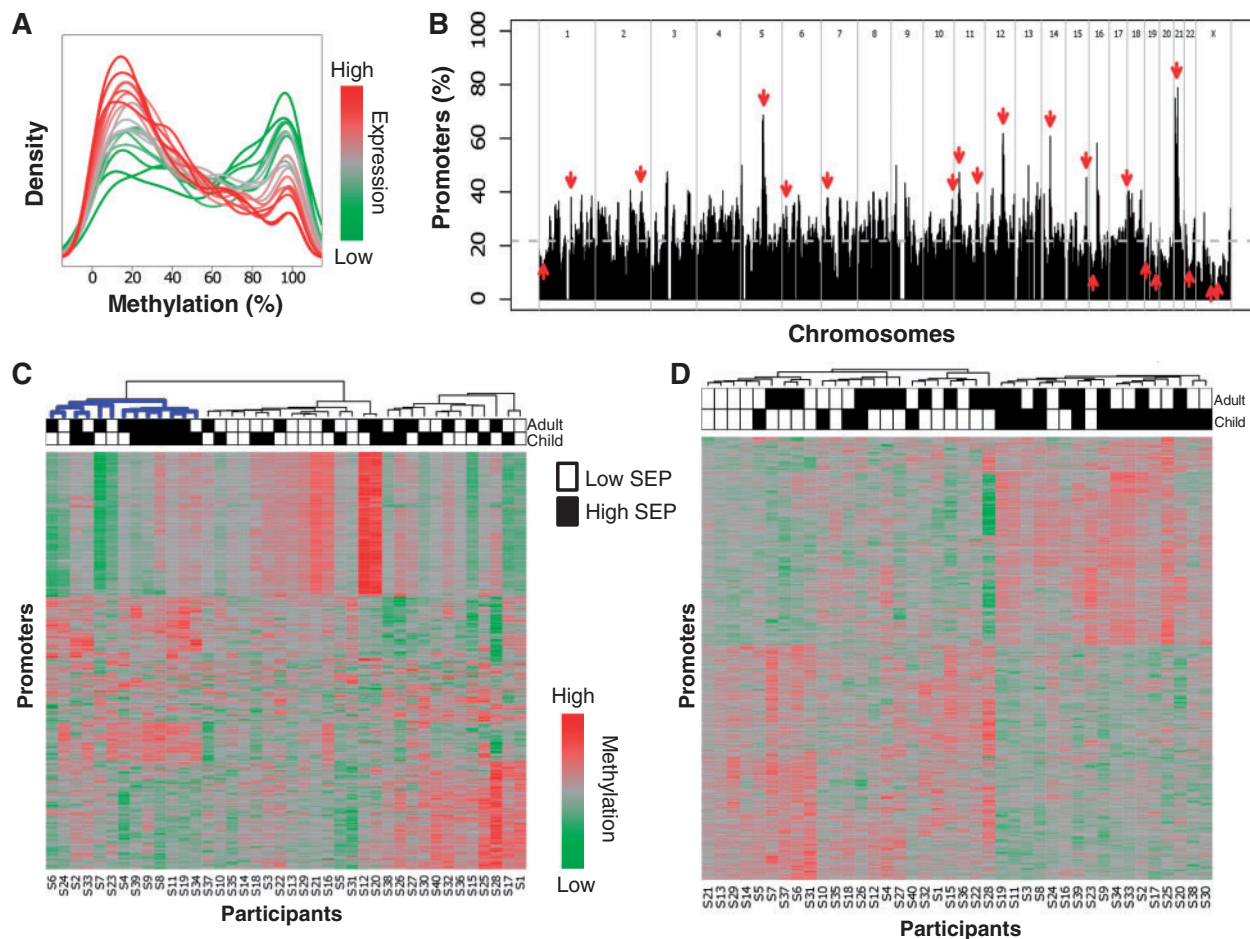 A
High
Expression
Low
Density
0 20 40 60 80 100
Methylation (%)
B
Promoters (%)
100
80
60
40
20
0
1 2 3 4 5 6 7 8 9 10 11 12 13 14 15 16 17 18 19 20 21 22 X
Chromosomes
C
Adult
Child
Low SEP
High SEP
Promoters
High
Methylation
Low
S6 S24 S2 S33 S7 S23 S4 S39 S9 S8 S11 S19 S34 S37 S10 S35 S14 S18 S3 S22 S13 S29 S21 S16 S5 S31 S12 S20 S38 S26 S27 S30 S40 S32 S36 S15 S25 S28 S17 S1
Participants
D
Adult
Child
Promoters
S21 S13 S29 S14 S5 S7 S37 S6 S31 S10 S35 S18 S26 S12 S4 S27 S40 S32 S1 S15 S36 S22 S28 S19 S11 S3 S8 S24 S16 S39 S23 S9 S34 S33 S2 S17 S25 S20 S38 S30
Participants